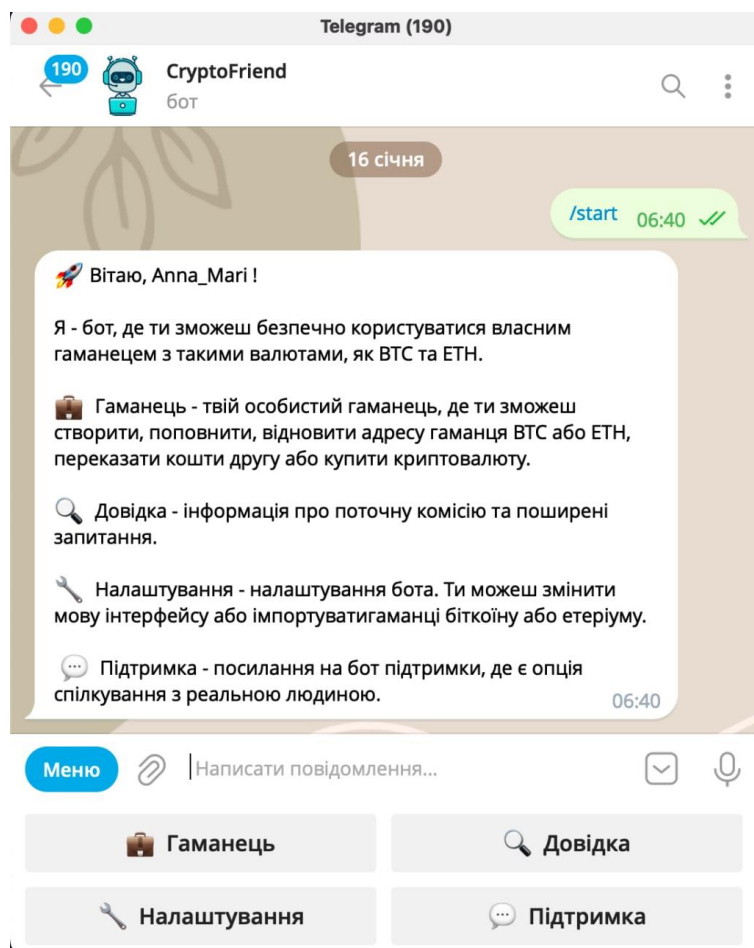 Telegram (190)
190
CryptoFriend
бот
16 січня
/start 06:40
🚀 Вітаю, Anna_Mari !
Я - бот, де ти зможеш безпечно користуватися власним
гаманецем з такими валютами, як BTC та ETH.
💼 Гаманець - твій особистий гаманець, де ти зможеш
створити, поповнити, відновити адресу гаманця BTC або ETH,
переказати кошти другу або купити криптовалюту.
🔍 Довідка - інформація про поточну комісію та поширені
запитання.
🔧 Налаштування - налаштування бота. Ти можеш змінити
мову інтерфейсу або імпортуватигаманці біткоїну або етеріуму.
💬 Підтримка - посилання на бот підтримки, де є опція
спілкування з реальною людиною.
06:40
Меню
Написати повідомлення...
💼 Гаманець
🔍 Довідка
🔧 Налаштування
💬 Підтримка